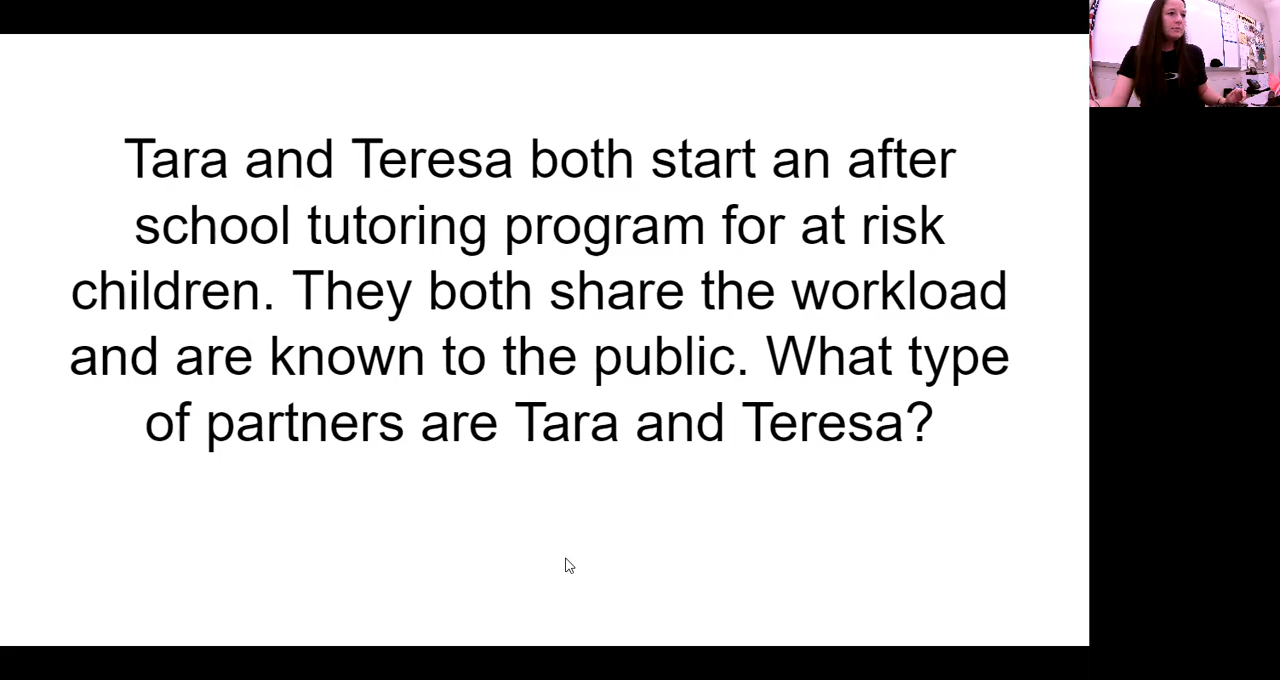 Tara and Teresa both start an after
school tutoring program for at risk
children. They both share the workload
and are known to the public. What type
of partners are Tara and Teresa?